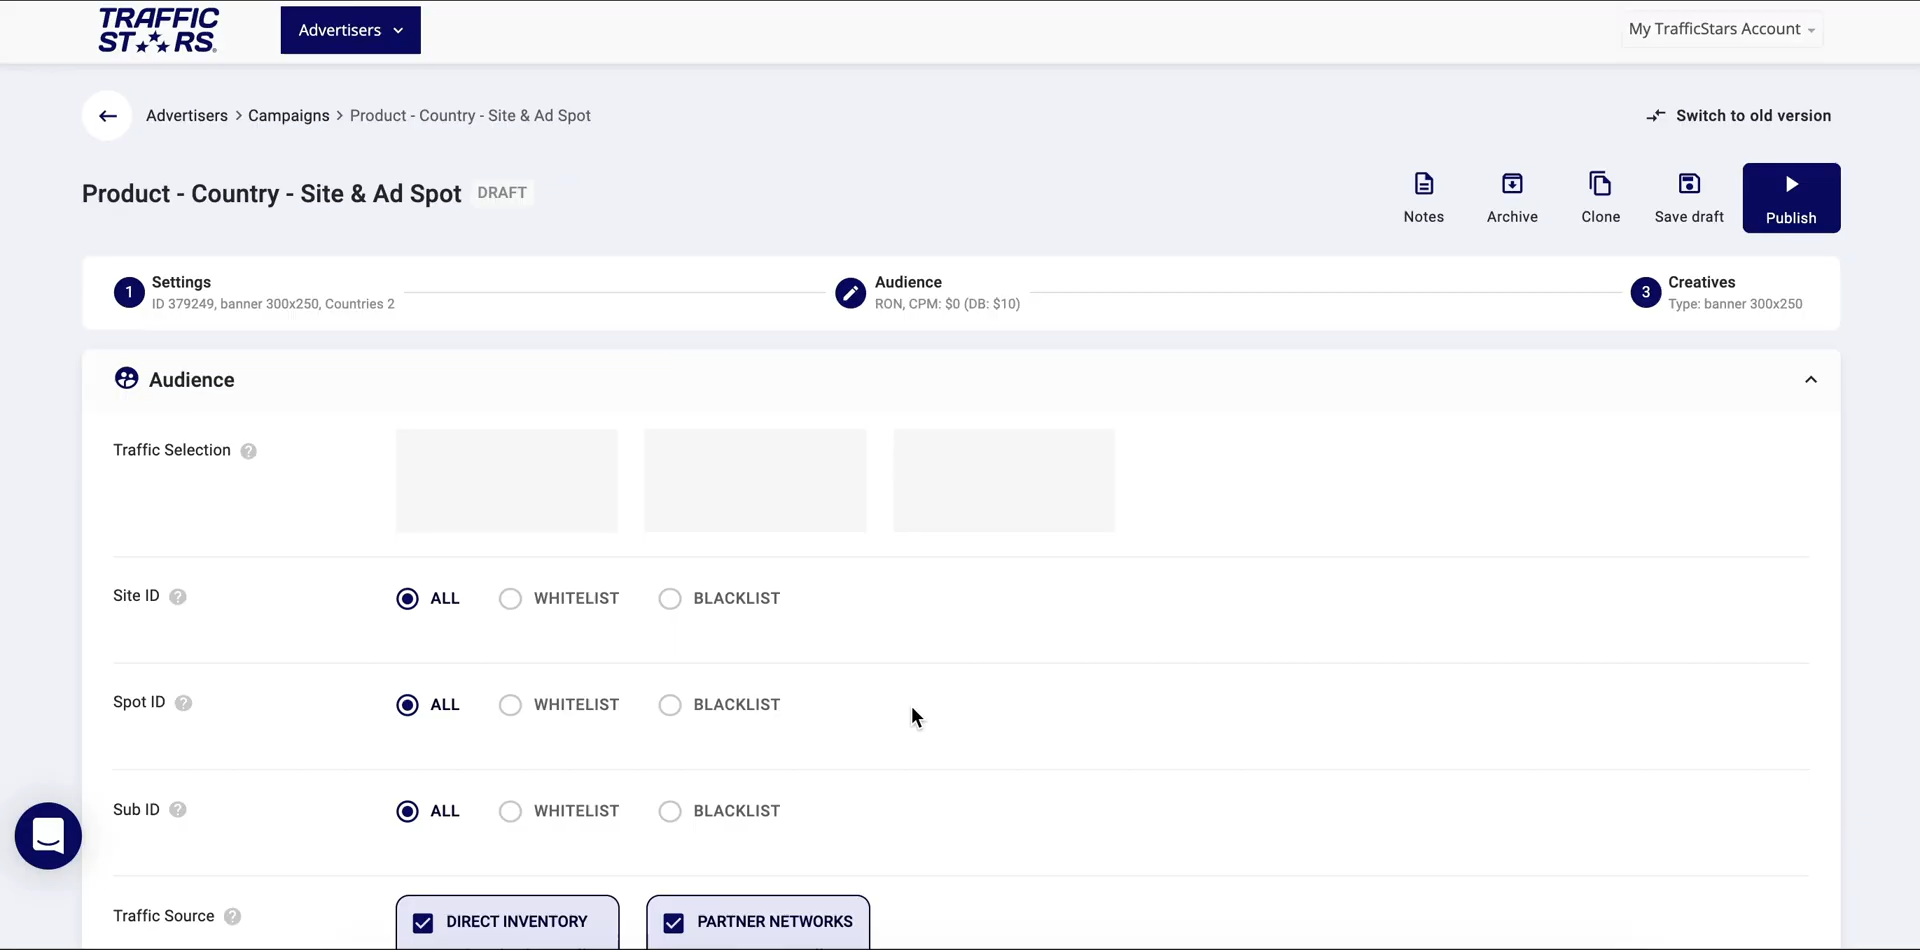 TRAFFIC
STARS.
Advertisers
My TrafficStars Account
Advertisers > Campaigns > Product - Country - Site & Ad Spot
Switch to old version
Product - Country - Site & Ad Spot DRAFT
Notes
Archive
Clone
Save draft
Publish
1
Settings
ID 379249, banner 300x250, Countries 2
Audience
RON, CPM: $0 (DB: $10)
3
Creatives
Type: banner 300x250
Audience
Traffic Selection ?
Site ID ? ALL WHITELIST BLACKLIST
Spot ID ? ALL WHITELIST BLACKLIST
Sub ID ? ALL WHITELIST BLACKLIST
Traffic Source ? DIRECT INVENTORY PARTNER NETWORKS